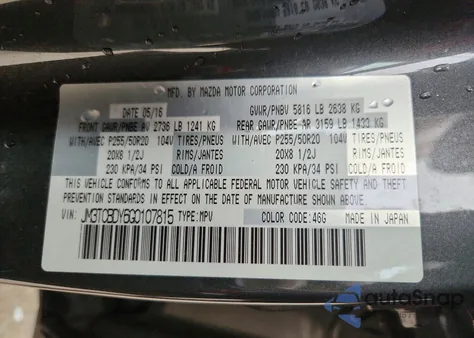 MFD. BY MAZDA MOTOR CORPORATION
DATE 05/16 GVWR/PNBV 5816 LB 2638 KG
FRONT GAWR/PNBE AV 2736 LB 1241 KG REAR GAWR/PNBE AR 3159 LB 1433 KG
WITH/AVEC P255/50R20 104V TIRES/PNEUS WITH/AVEC P255/50R20 104V TIRES/PNEUS
20X8 1/2J RIMS/JANTES 20X8 1/2J RIMS/JANTES
230 KPA/34 PSI COLD/A FROID 230 KPA/34 PSI COLD/A FROID
THIS VEHICLE CONFORMS TO ALL APPLICABLE FEDERAL MOTOR VEHICLE SAFETY, BUMPER, AND THEFT
PREVENTION STANDARDS IN EFFECT ON THE DATE OF MANUFACTURE SHOWN ABOVE.
VIN: JM3TCBDY6G0107815 TYPE:MPV COLOR CODE:46G MADE IN JAPAN
autoSnap